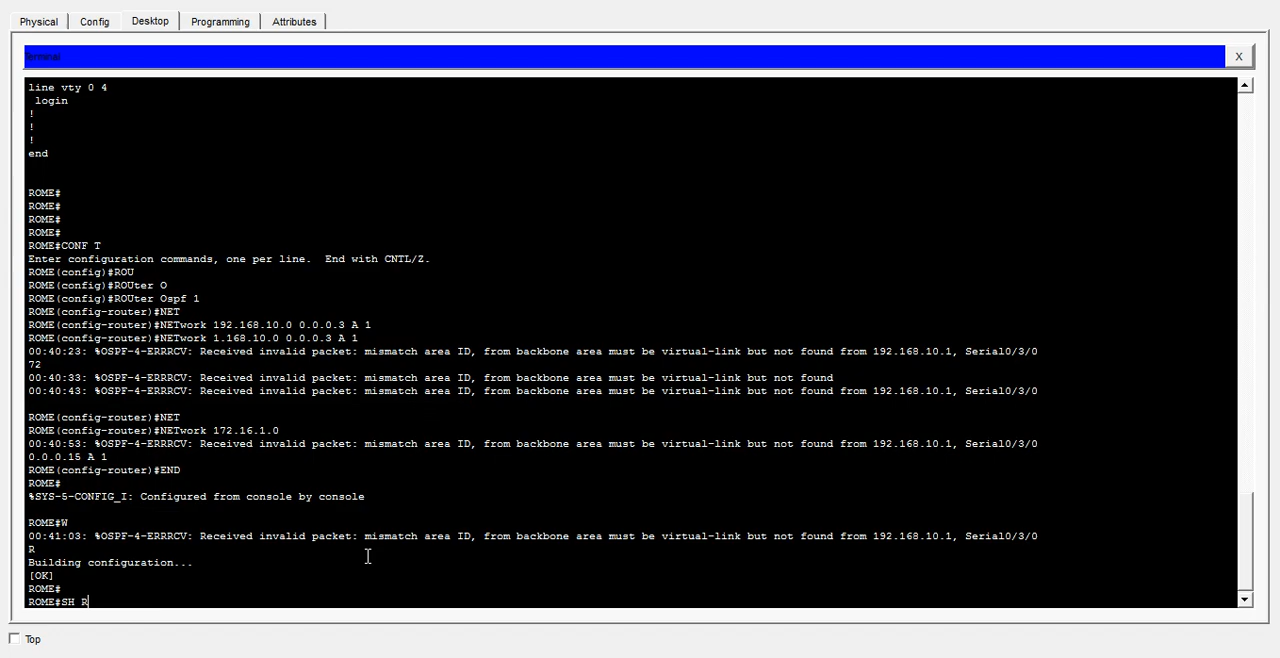 Physical Config Desktop Programming Attributes
Terminal X
line vty 0 4
login
!
!
!
end
ROME#
ROME#
ROME#
ROME#
ROME#CONF T
Enter configuration commands, one per line. End with CNTL/Z.
ROME(config)#ROU
ROME(config)#ROUter O
ROME(config)#ROUter Ospf 1
ROME(config-router)#NET
ROME(config-router)#NETwork 192.168.10.0 0.0.0.3 A 1
ROME(config-router)#NETwork 1.168.10.0 0.0.0.3 A 1
00:40:23: %OSPF-4-ERRRCV: Received invalid packet: mismatch area ID, from backbone area must be virtual-link but not found from 192.168.10.1, Serial0/3/0
72
00:40:33: %OSPF-4-ERRRCV: Received invalid packet: mismatch area ID, from backbone area must be virtual-link but not found
00:40:43: %OSPF-4-ERRRCV: Received invalid packet: mismatch area ID, from backbone area must be virtual-link but not found from 192.168.10.1, Serial0/3/0
ROME(config-router)#NET
ROME(config-router)#NETwork 172.16.1.0
00:40:53: %OSPF-4-ERRRCV: Received invalid packet: mismatch area ID, from backbone area must be virtual-link but not found from 192.168.10.1, Serial0/3/0
0.0.0.15 A 1
ROME(config-router)#END
ROME#
%SYS-5-CONFIG_I: Configured from console by console
ROME#W
00:41:03: %OSPF-4-ERRRCV: Received invalid packet: mismatch area ID, from backbone area must be virtual-link but not found from 192.168.10.1, Serial0/3/0
R
Building configuration...
[OK]
ROME#
ROME#SH R
Top